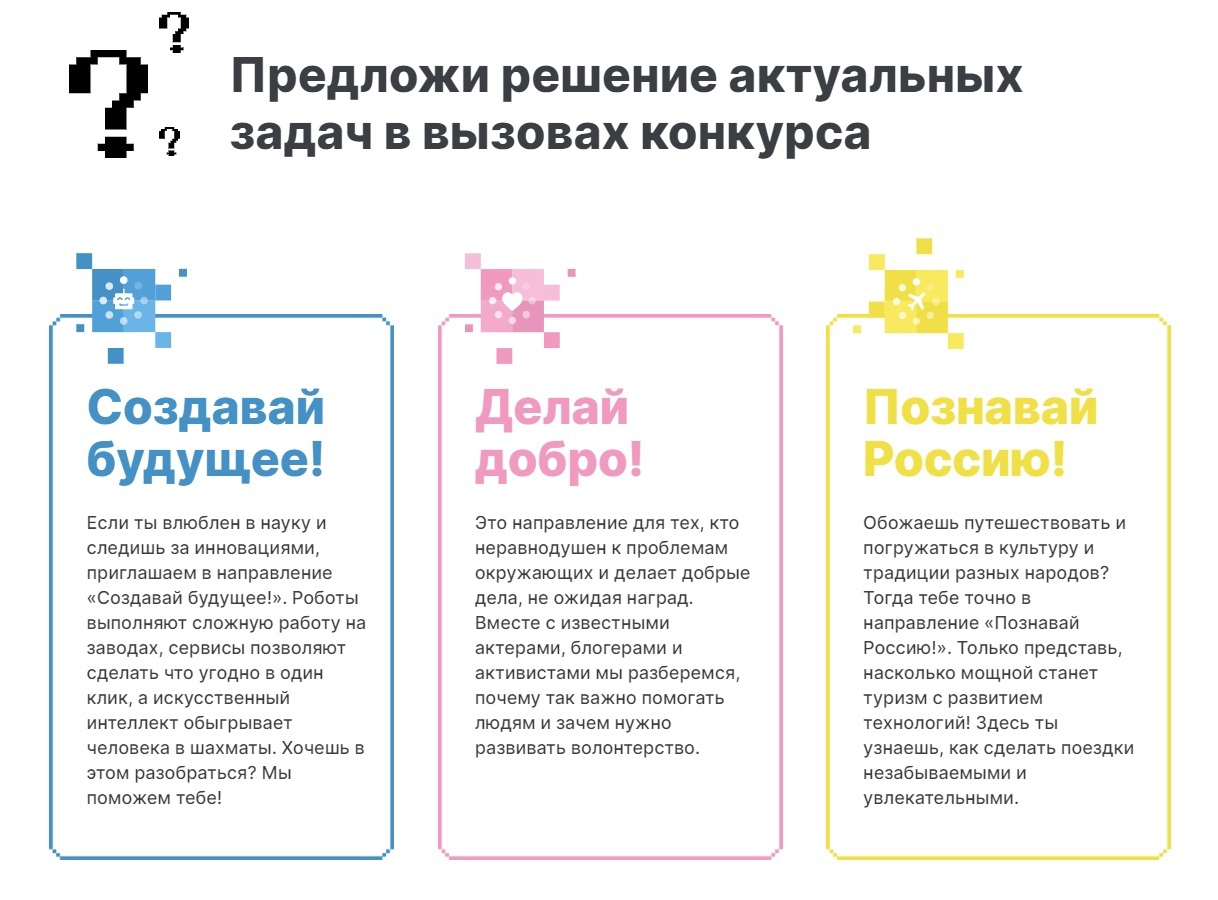 Предложи решение актуальных
задач в вызовах конкурса
Создавай
будущее!
Если ты влюблен в науку и
следишь за инновациями,
приглашаем в направление
«Создавай будущее!». Роботы
выполняют сложную работу на
заводах, сервисы позволяют
сделать что угодно в один
клик, а искусственный
интеллект обыгрывает
человека в шахматы. Хочешь в
этом разобраться? Мы
поможем тебе!
Делай
добро!
Это направление для тех, кто
неравнодушен к проблемам
окружающих и делает добрые
дела, не ожидая наград.
Вместе с известными
актерами, блогерами и
активистами мы разберемся,
почему так важно помогать
людям и зачем нужно
развивать волонтерство.
Познавай
Россию!
Обожаешь путешествовать и
погружаться в культуру и
традиции разных народов?
Тогда тебе точно в
направление «Познавай
Россию!». Только представь,
насколько мощной станет
туризм с развитием
технологий! Здесь ты
узнаешь, как сделать поездки
незабываемыми и
увлекательными.